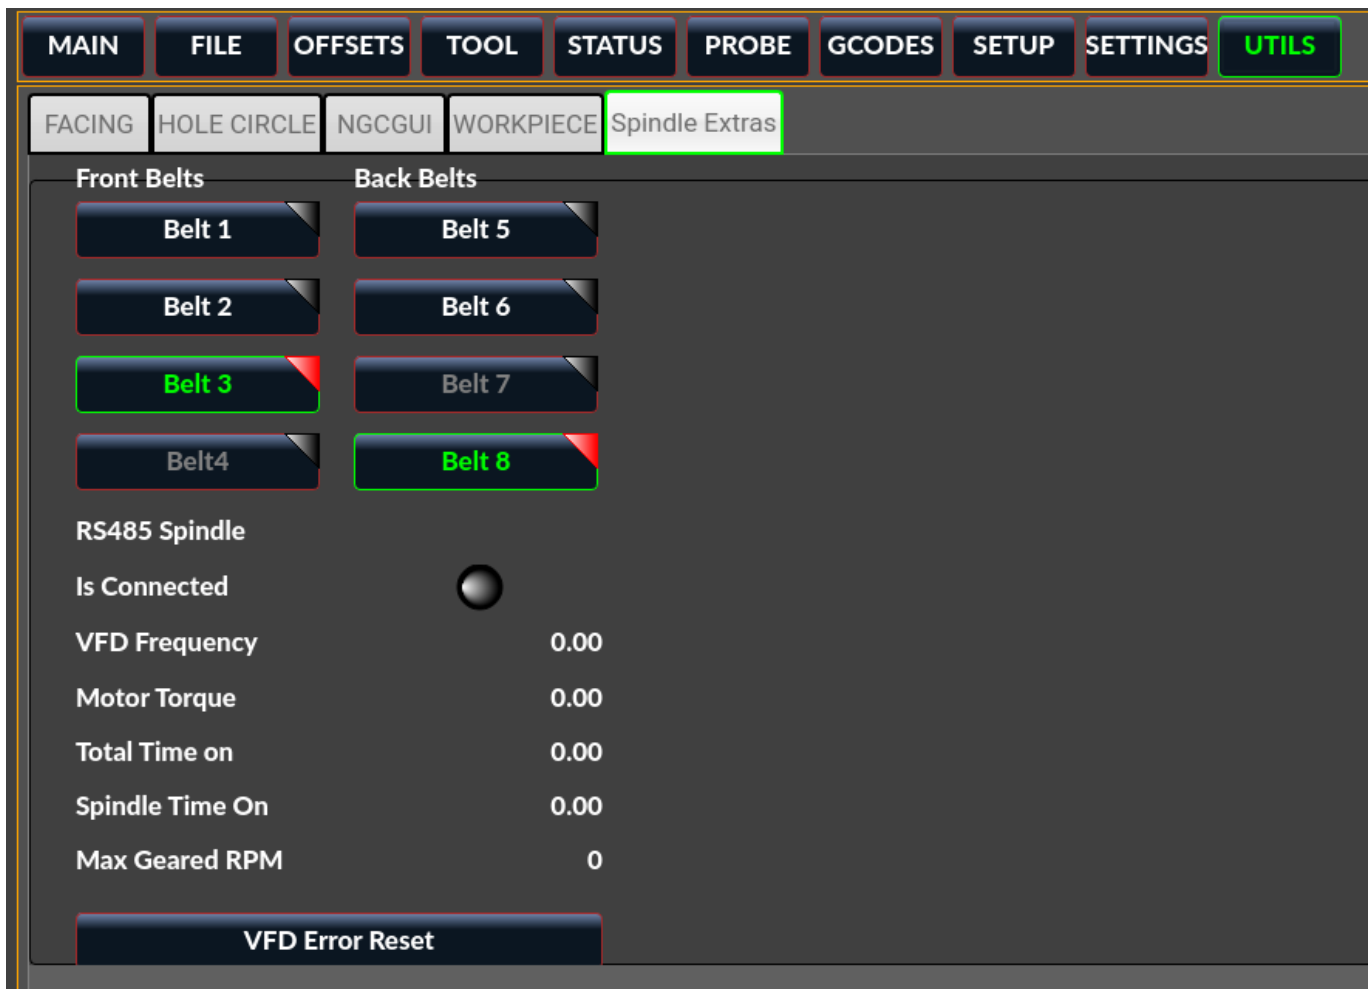 MAIN FILE OFFSETS TOOL STATUS PROBE GCODES SETUP SETTINGS UTILS
FACING HOLE CIRCLE NGCGUI WORKPIECE Spindle Extras
Front Belts Back Belts
Belt 1 Belt 5
Belt 2 Belt 6
Belt 3 Belt 7
Belt4 Belt 8
RS485 Spindle
Is Connected
VFD Frequency 0.00
Motor Torque 0.00
Total Time on 0.00
Spindle Time On 0.00
Max Geared RPM 0
VFD Error Reset